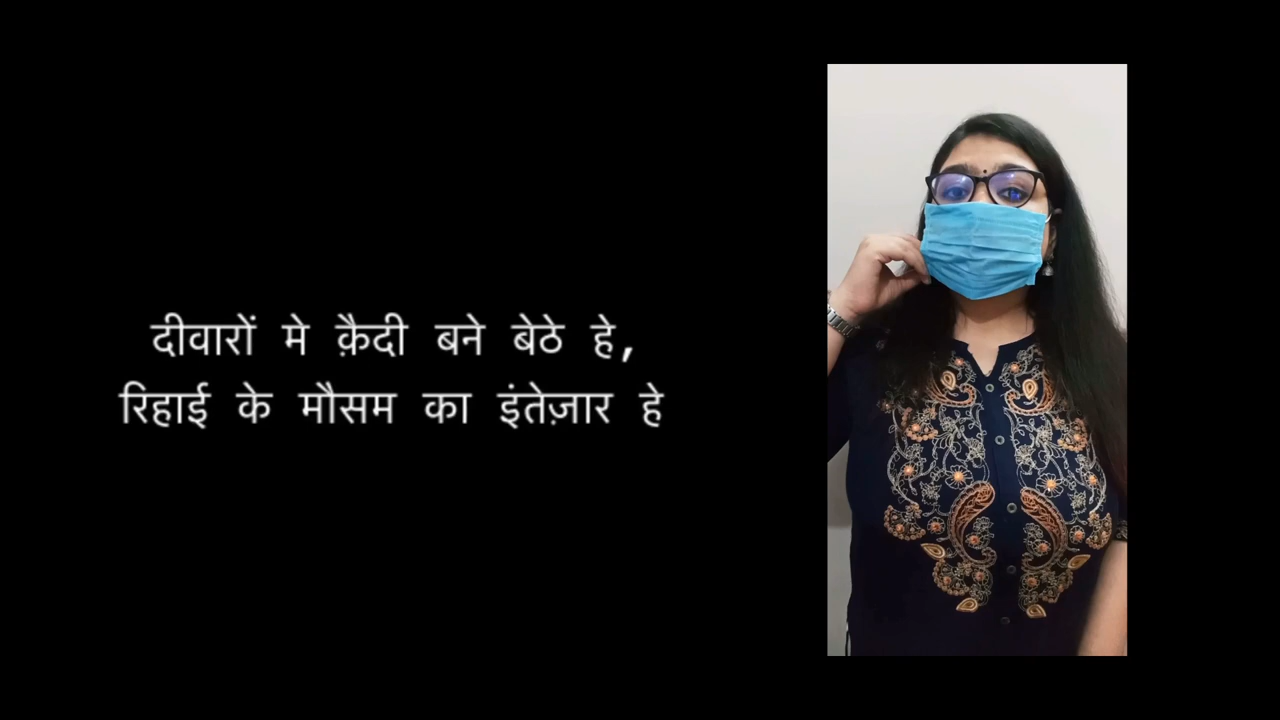 दीवारों मे क़ैदी बने बेठे हे,
रिहाई के मौसम का इंतेज़ार हे